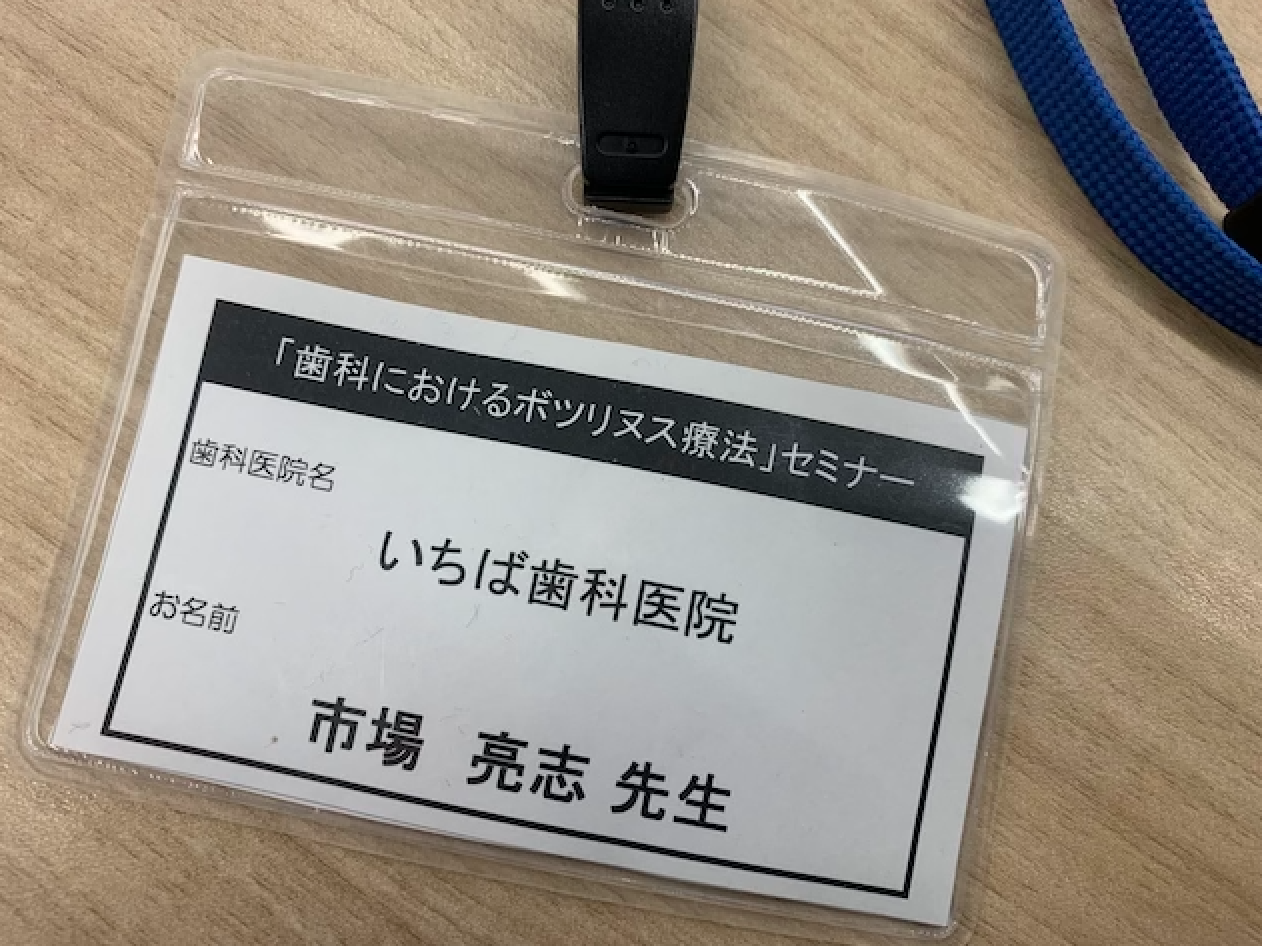 「歯科におけるボツリヌス療法」セミナー
歯科医院名
いちば歯科医院
お名前
市場 亮志 先生